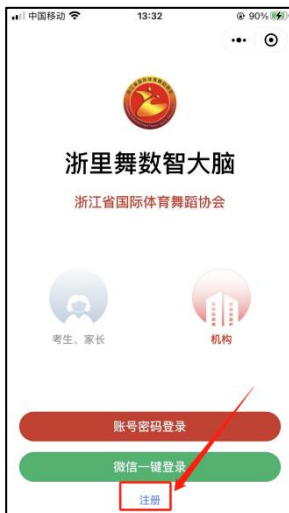 中国移动 13:32 90%
浙里舞数智大脑
浙江省国际体育舞蹈协会
考生、家长 机构
账号密码登录
微信一键登录
注册